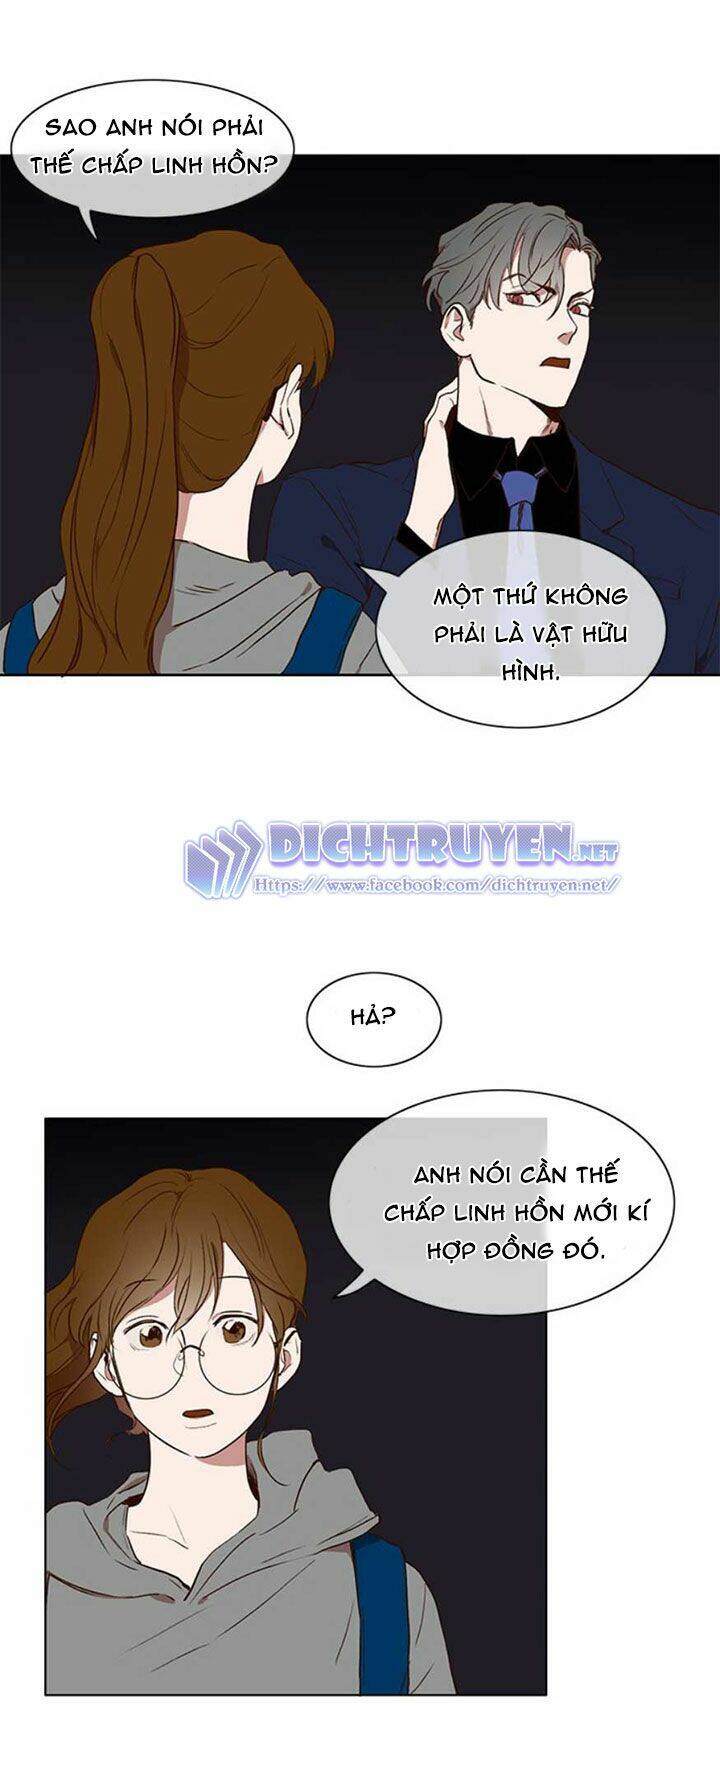 SAO ANH NÓI PHẢI
THẾ CHẤP LINH HỒN?
MỘT THỨ KHÔNG
PHẢI LÀ VẬT HỮU
HÌNH.
DICHTRUYEN.NET
Https://www.facebook.com/dichtruyen.net/
HẢ?
ANH NÓI CẦN THẾ
CHẤP LINH HỒN MỚI KÍ
HỢP ĐỒNG ĐÓ.